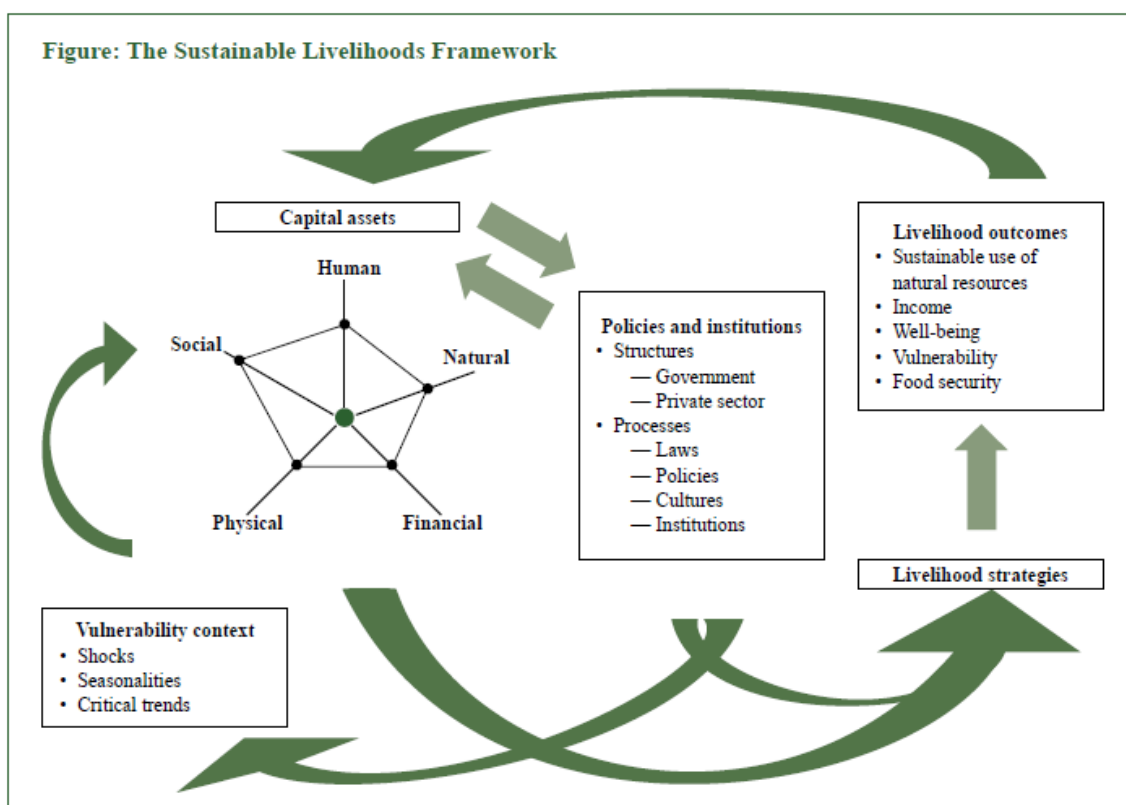 Figure: The Sustainable Livelihoods Framework
Capital assets
Human
Social
Natural
Physical
Financial
Policies and institutions
• Structures
— Government
— Private sector
• Processes
— Laws
— Policies
— Cultures
— Institutions
Livelihood outcomes
• Sustainable use of
natural resources
• Income
• Well-being
• Vulnerability
• Food security
Livelihood strategies
Vulnerability context
• Shocks
• Seasonalities
• Critical trends